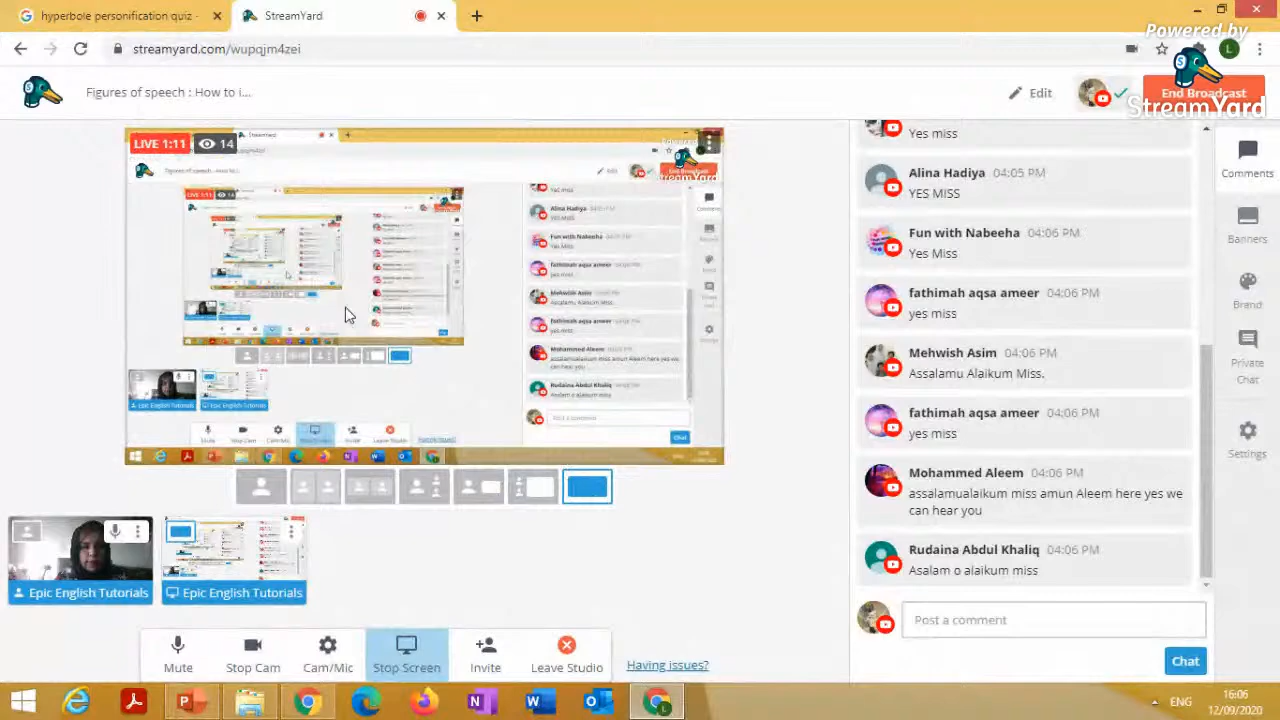 hyperbole personification quiz -
StreamYard
streamyard.com/wupqjm4zei
L
Powered by
StreamYard
Figures of speech : How to i...
Edit
End Broadcast
LIVE 1:11
14
Yes miss
Alina Hadiya 04:05 PM
Yes MISS
Fun with Nabeeha 04:06 PM
Yes Miss
fathimah aqsa ameer 04:06 PM
yes miss
Mehwish Asim 04:06 PM
Assalamu Alaikum Miss.
fathimah aqsa ameer 04:06 PM
yes miss
Mohammed Aleem 04:06 PM
assalamualaikum
here yes we
can hear you
Rudaina Abdul Khaliq 04:06 PM
Asalam o alaikum miss
Post a comment
Chat
Comments
Banners
Brand
Private
Chat
Settings
Epic English Tutorials
Epic English Tutorials
Mute
Stop Cam
Cam/Mic
Stop Screen
Invite
Leave Studio
Having issues?
ENG
16:06
12/09/2020